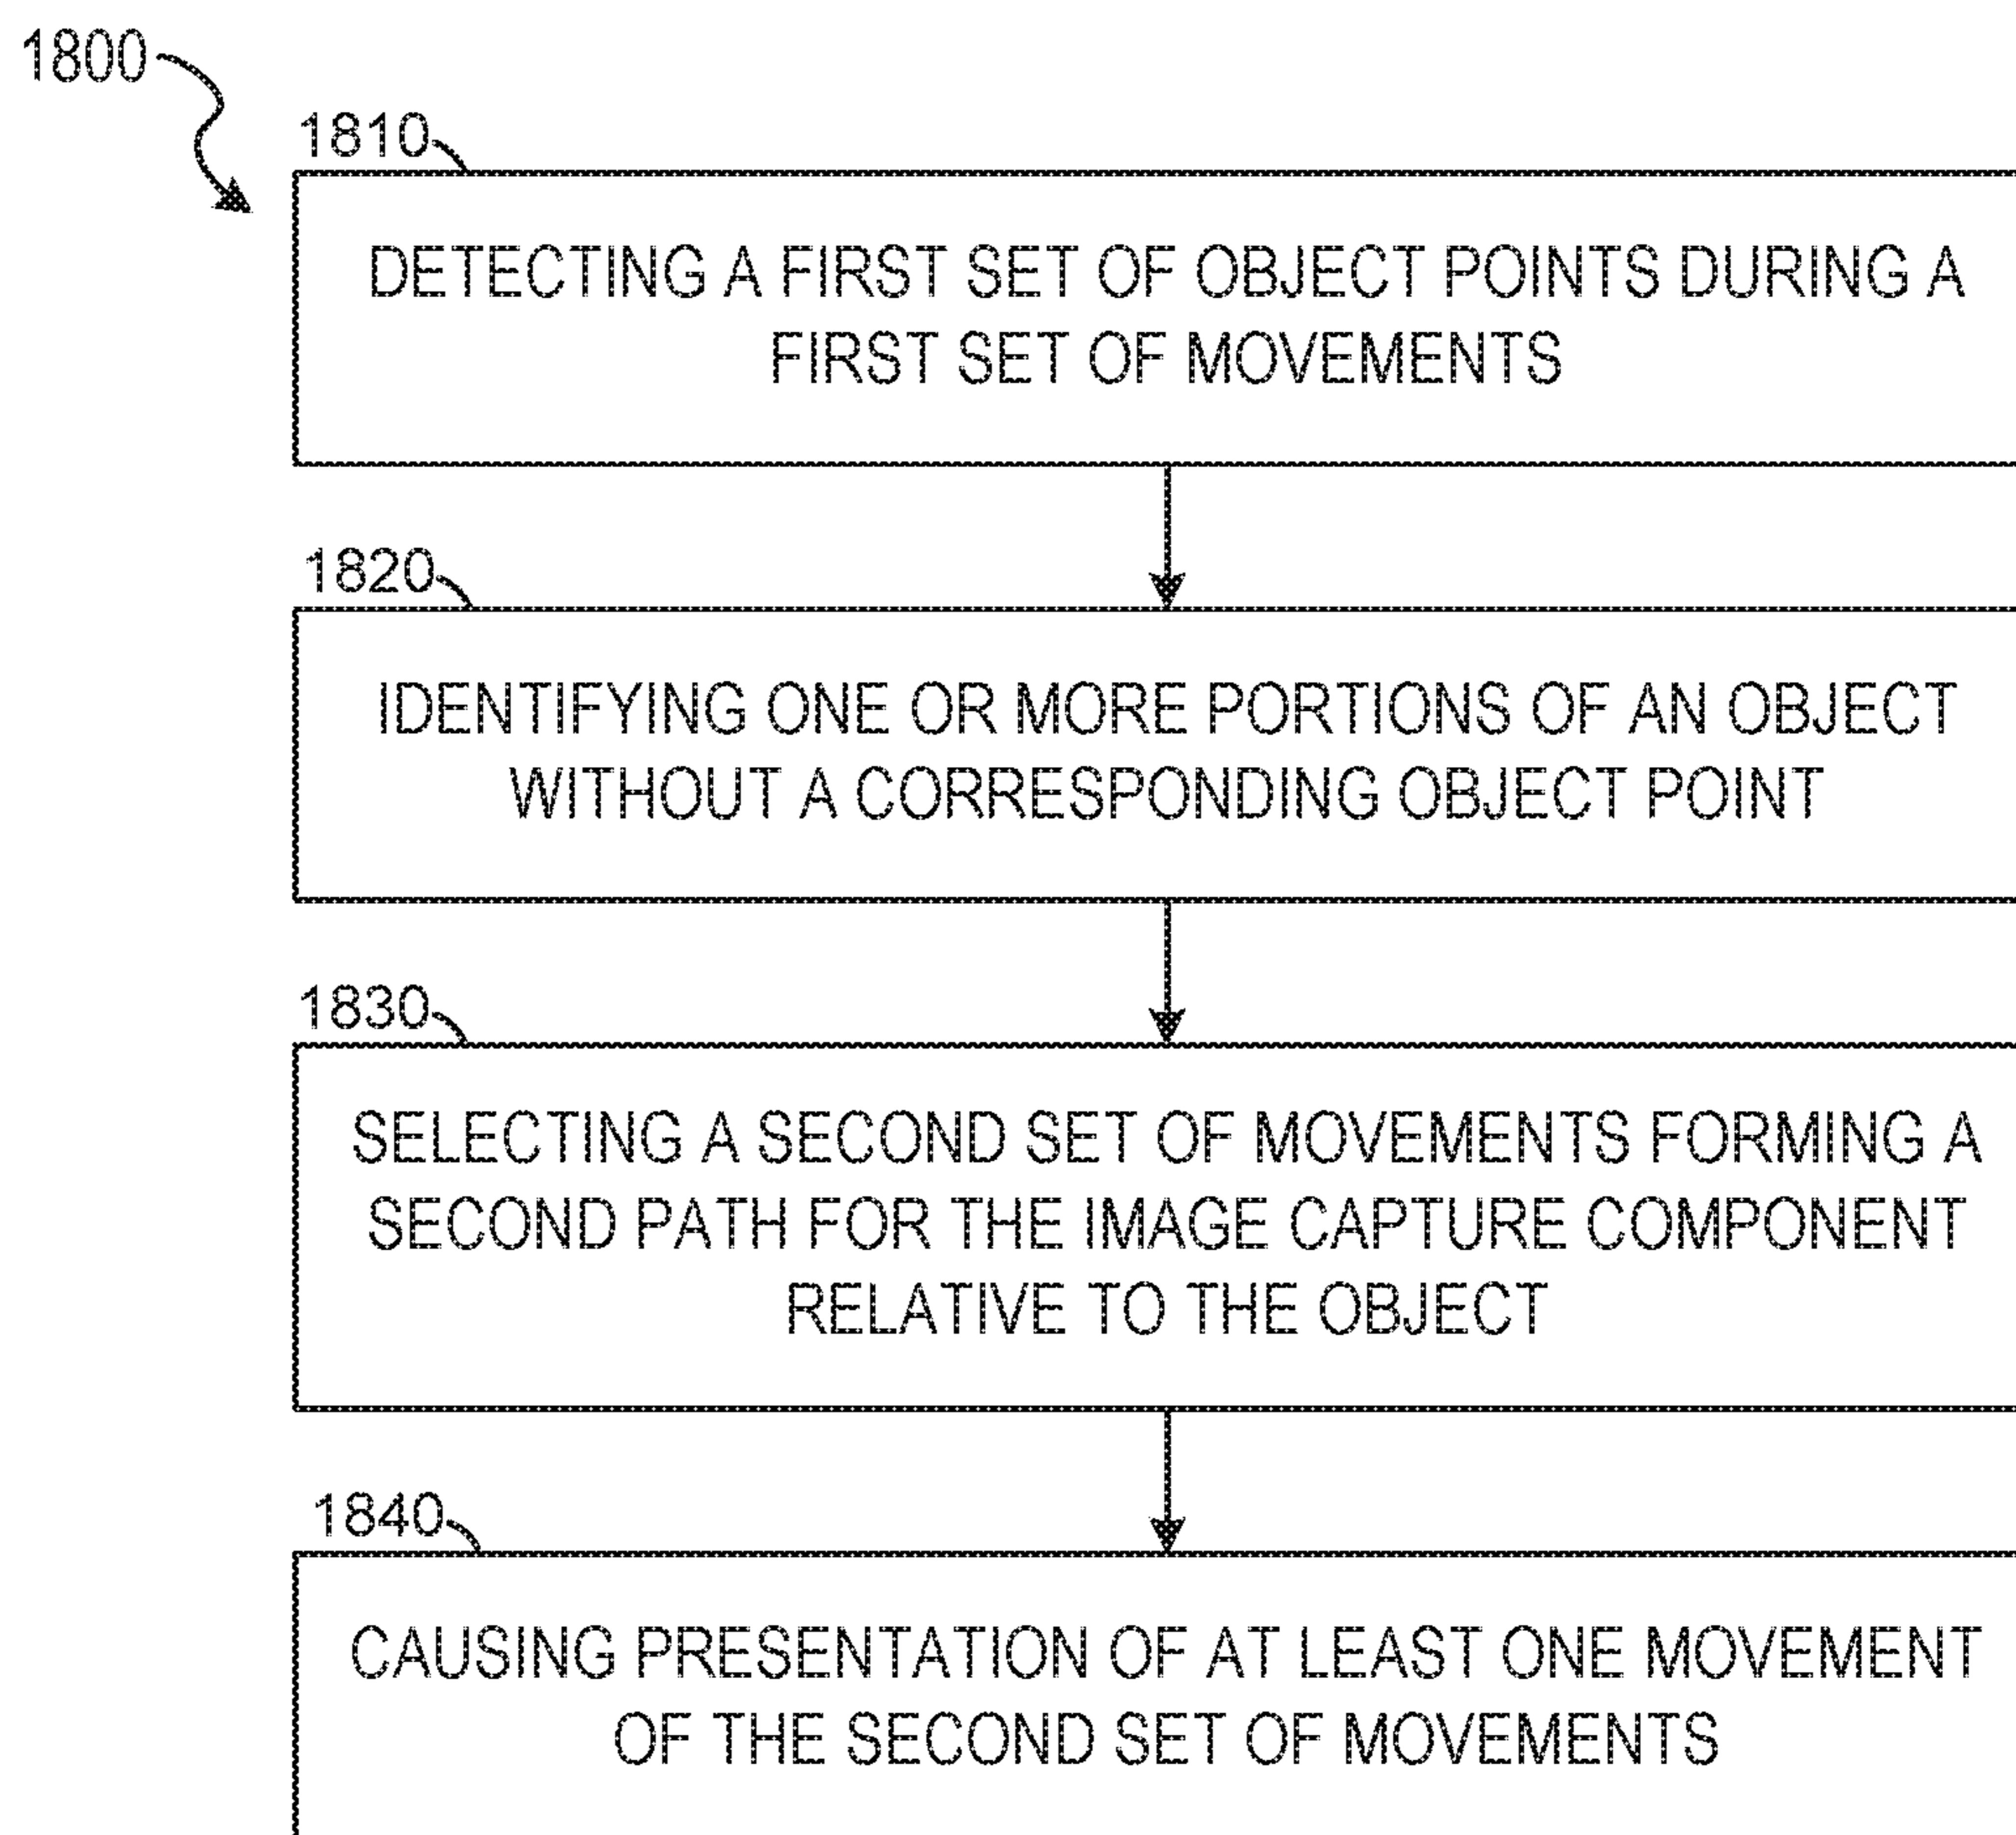 1800
1810
DETECTING A FIRST SET OF OBJECT POINTS DURING A
FIRST SET OF MOVEMENTS
1820
IDENTIFYING ONE OR MORE PORTIONS OF AN OBJECT
WITHOUT A CORRESPONDING OBJECT POINT
1830
SELECTING A SECOND SET OF MOVEMENTS FORMING A
SECOND PATH FOR THE IMAGE CAPTURE COMPONENT
RELATIVE TO THE OBJECT
1840
CAUSING PRESENTATION OF AT LEAST ONE MOVEMENT
OF THE SECOND SET OF MOVEMENTS